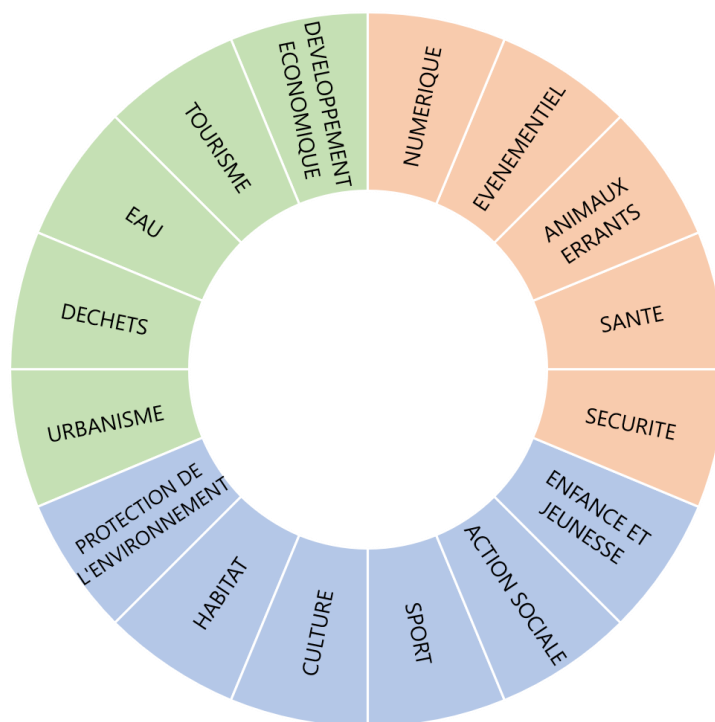 NUMERIQUE
EVENEMENTIEL
ANIMAUX
ERRANTS
SANTE
SECURITE
ENFANCE ET
JEUNESSE
ACTION SOCIALE
SPORT
CULTURE
HABITAT
PROTECTION DE
L'ENVIRONNEMENT
URBANISME
DECHETS
EAU
TOURISME
DEVELOPPEMENT
ECONOMIQUE